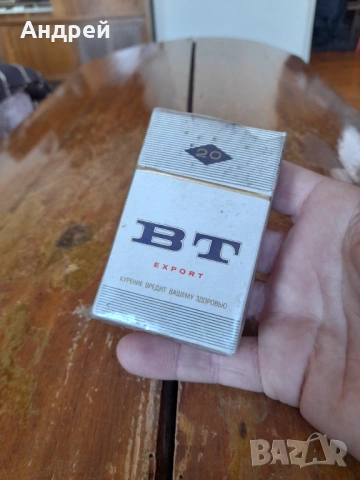 Андрей
20
BT
EXPORT
КУРЕНИЕ ВРЕДИТ ВАШЕМУ ЗДОРОВЬЮ
BAZAR